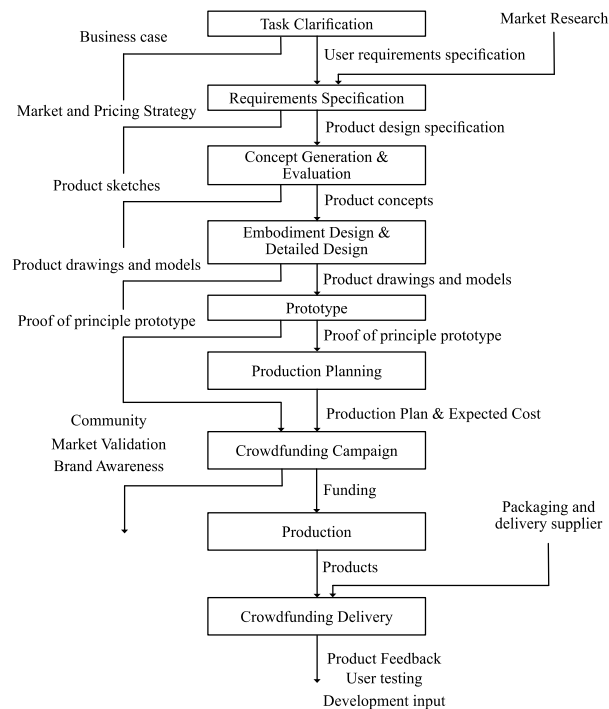 Market Research
Task Clarification
Business case
User requirements specification
Requirements Specification
Market and Pricing Strategy
Product design specification
Concept Generation &
Evaluation
Product sketches
Product concepts
Embodiment Design &
Detailed Design
Product drawings and models
Product drawings and models
Prototype
Proof of principle prototype
Proof of principle prototype
Production Planning
Production Plan & Expected Cost
Community
Market Validation
Brand Awareness
Crowdfunding Campaign
Funding
Packaging and
delivery supplier
Production
Products
Crowdfunding Delivery
Product Feedback
User testing
Development input